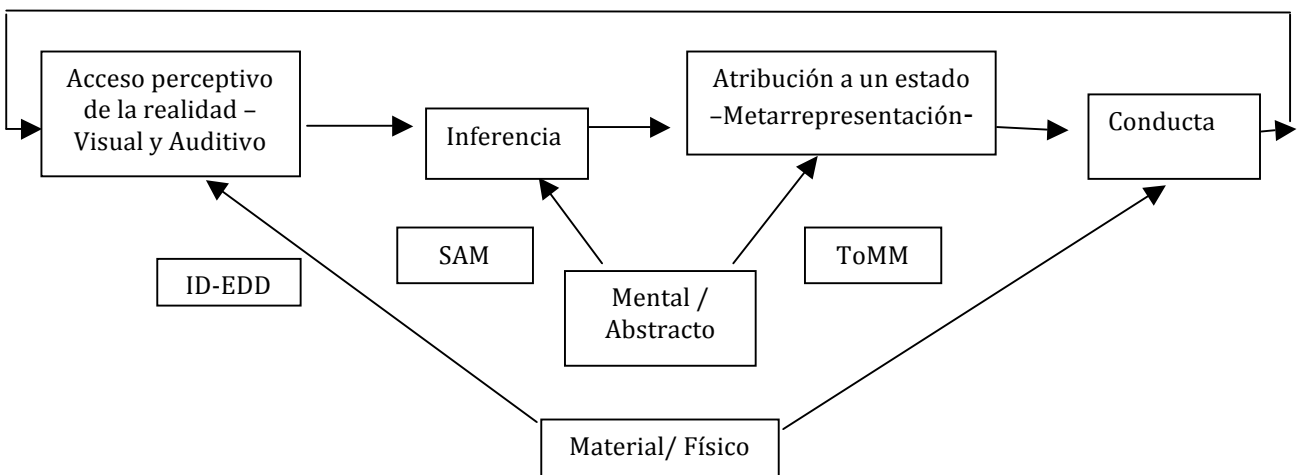 Acceso perceptivo
de la realidad –
Visual y Auditivo
Inferencia
Atribución a un estado
–Metarrepresentación-
Conducta
ID-EDD
SAM
Mental /
Abstracto
ToMM
Material/ Físico